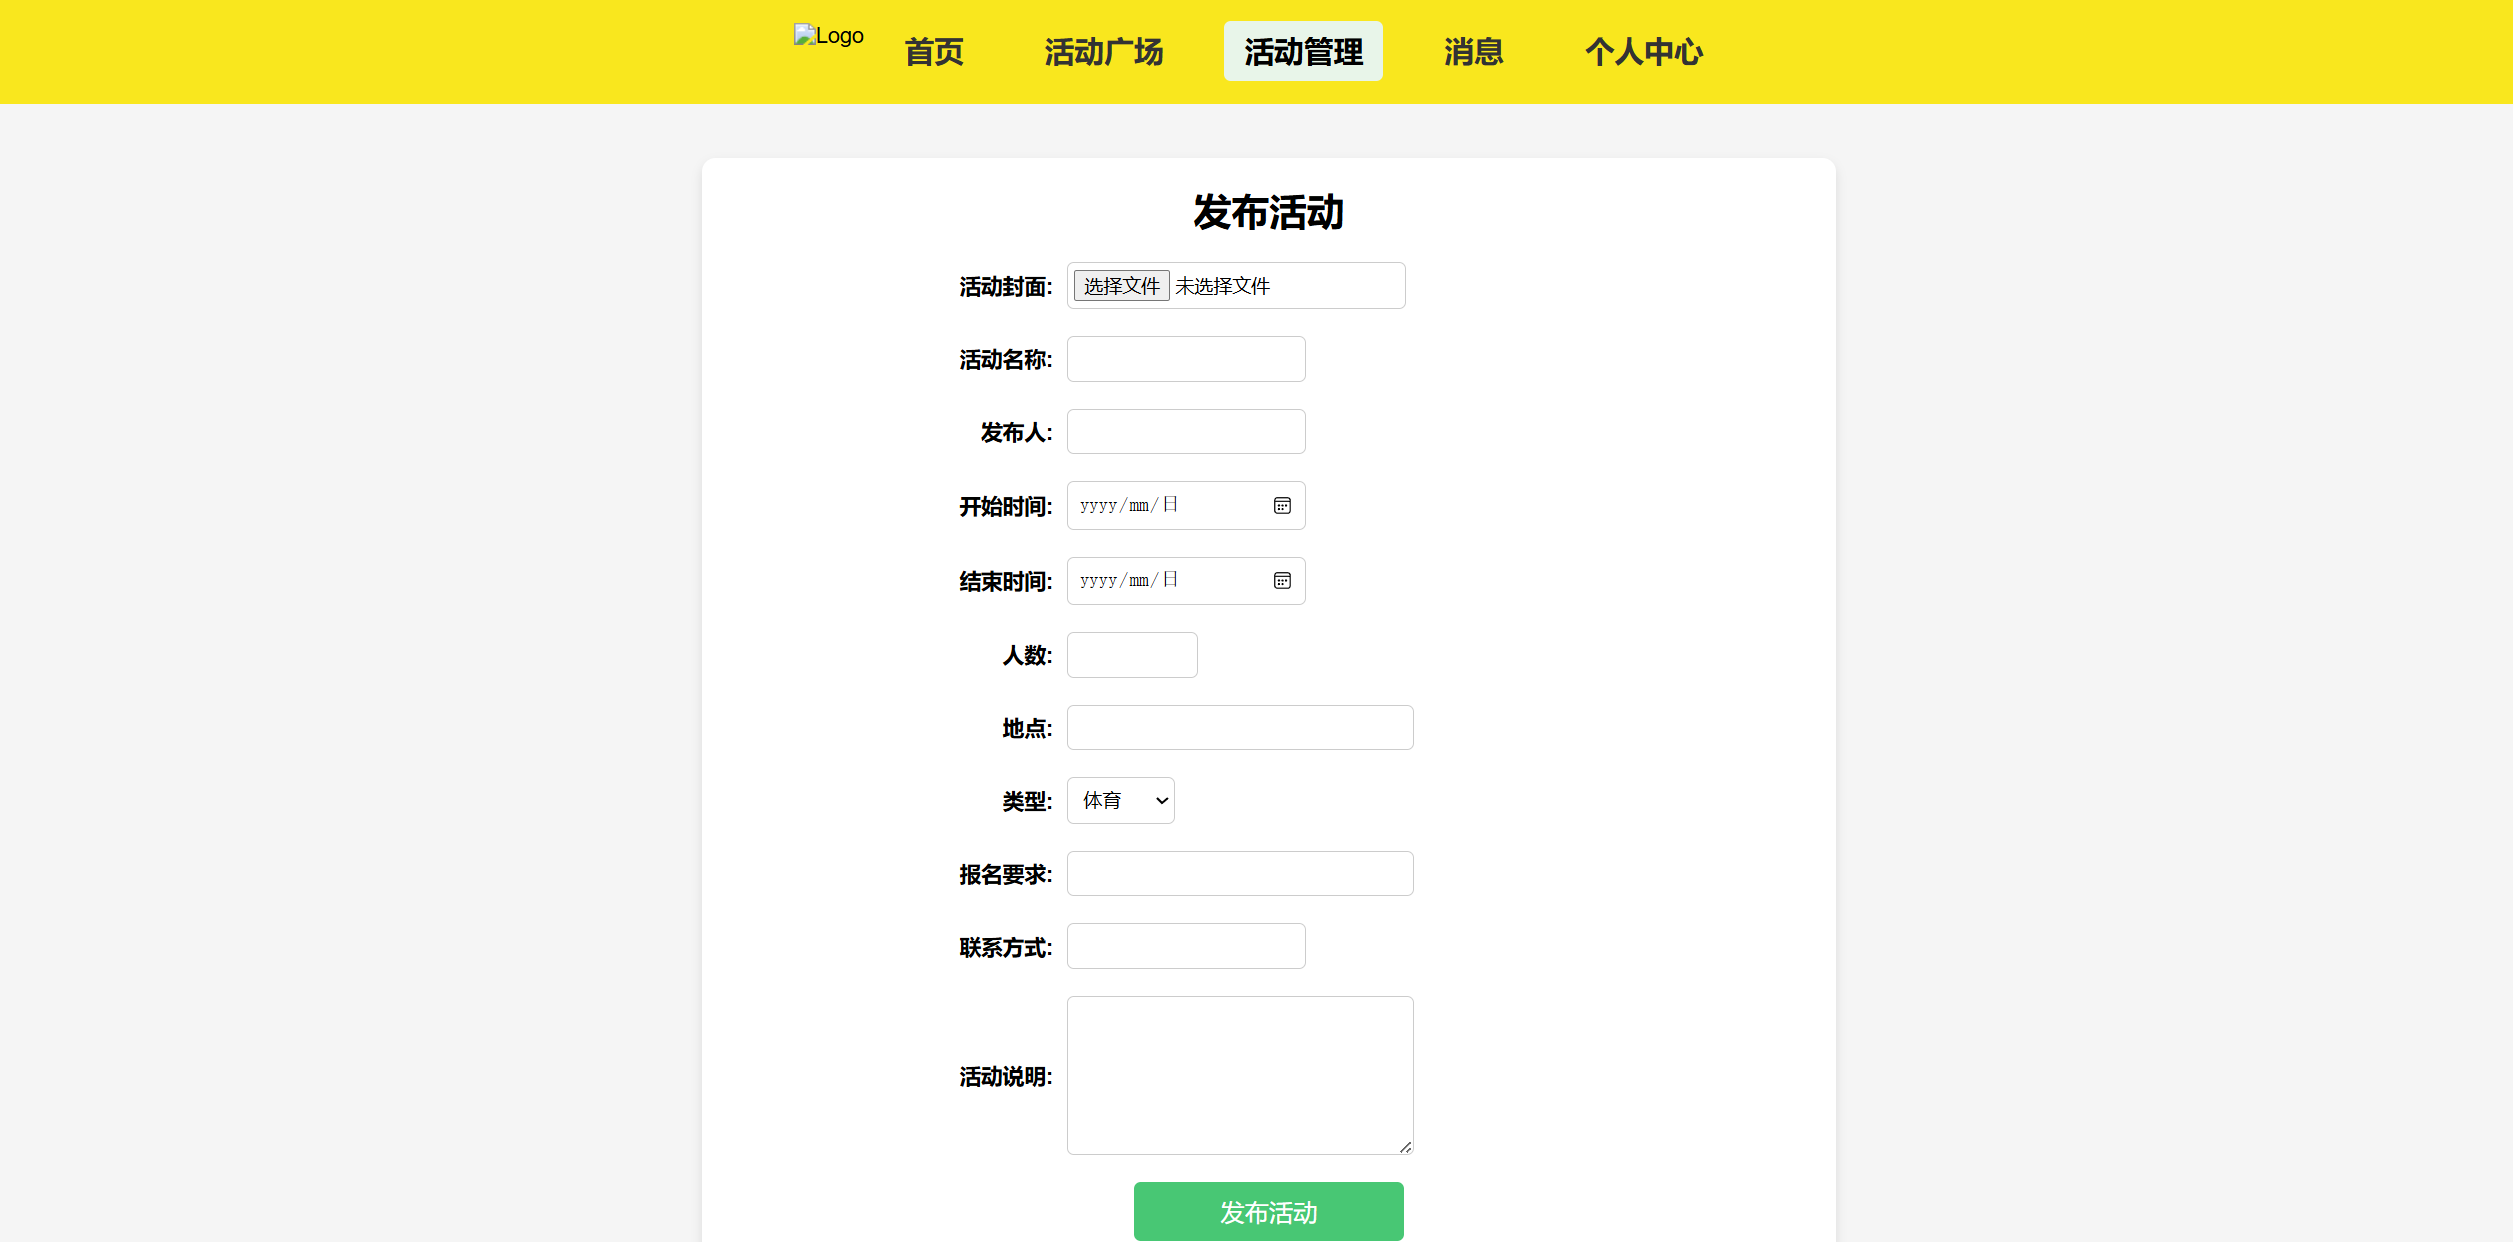 Logo 首页 活动广场 活动管理 消息 个人中心
发布活动
活动封面: 选择文件 未选择文件
活动名称:
发布人:
开始时间: yyyy/mm/日
结束时间: yyyy/mm/日
人数:
地点:
类型: 体育
报名要求:
联系方式:
活动说明:
发布活动